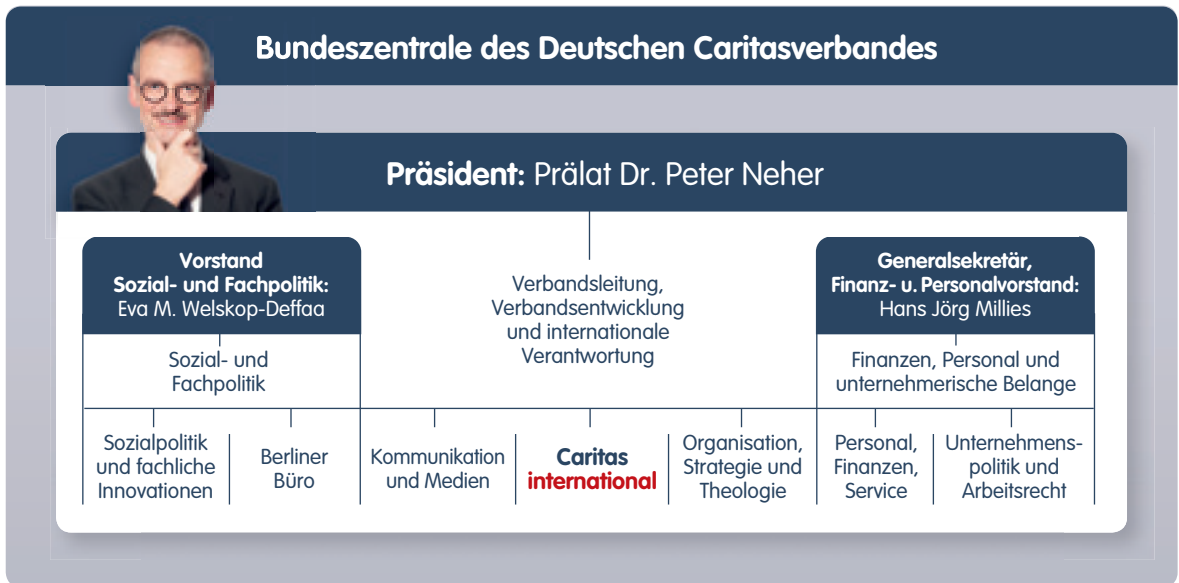 Bundeszentrale des Deutschen Caritasverbandes
Präsident: Prälat Dr. Peter Neher
Vorstand
Sozial- und Fachpolitik:
Eva M. Welskop-Deffaa
Sozial- und
Fachpolitik
Verbandsleitung,
Verbandsentwicklung
und internationale
Verantwortung
Generalsekretär,
Finanz- u. Personalvorstand:
Hans Jörg Millies
Finanzen, Personal und
unternehmerische Belange
Sozialpolitik
und fachliche
Innovationen
Berliner
Büro
Kommunikation
und Medien
Caritas
international
Organisation,
Strategie und
Theologie
Personal,
Finanzen,
Service
Unternehmens-
politik und
Arbeitsrecht